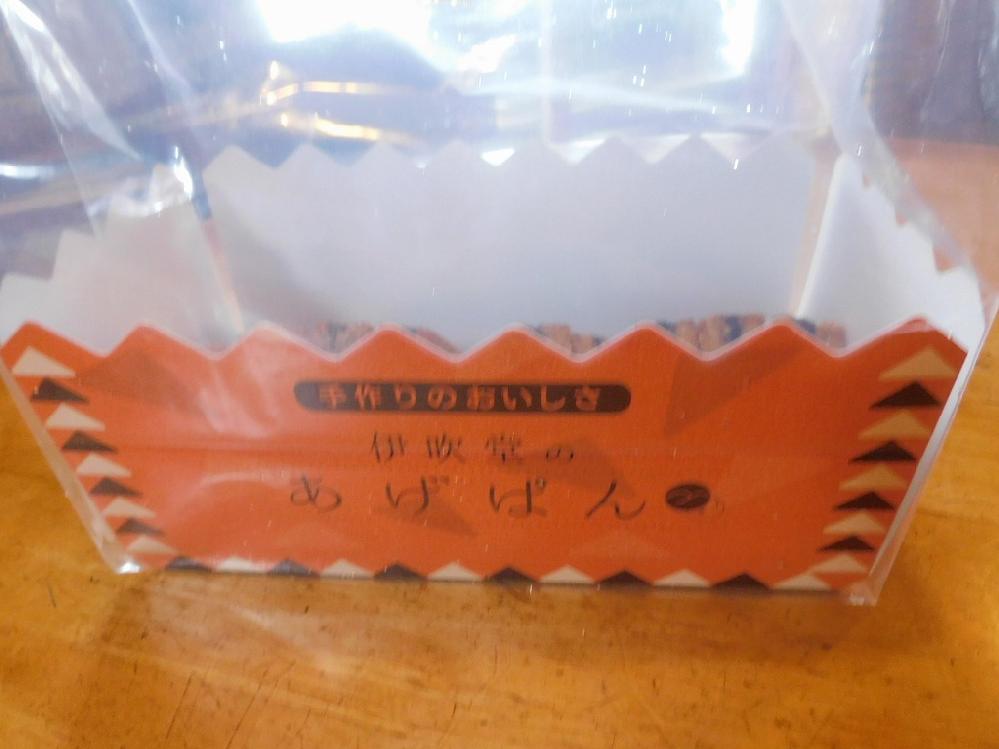 手作りのおいしさ
伊吹堂の
あげぱん